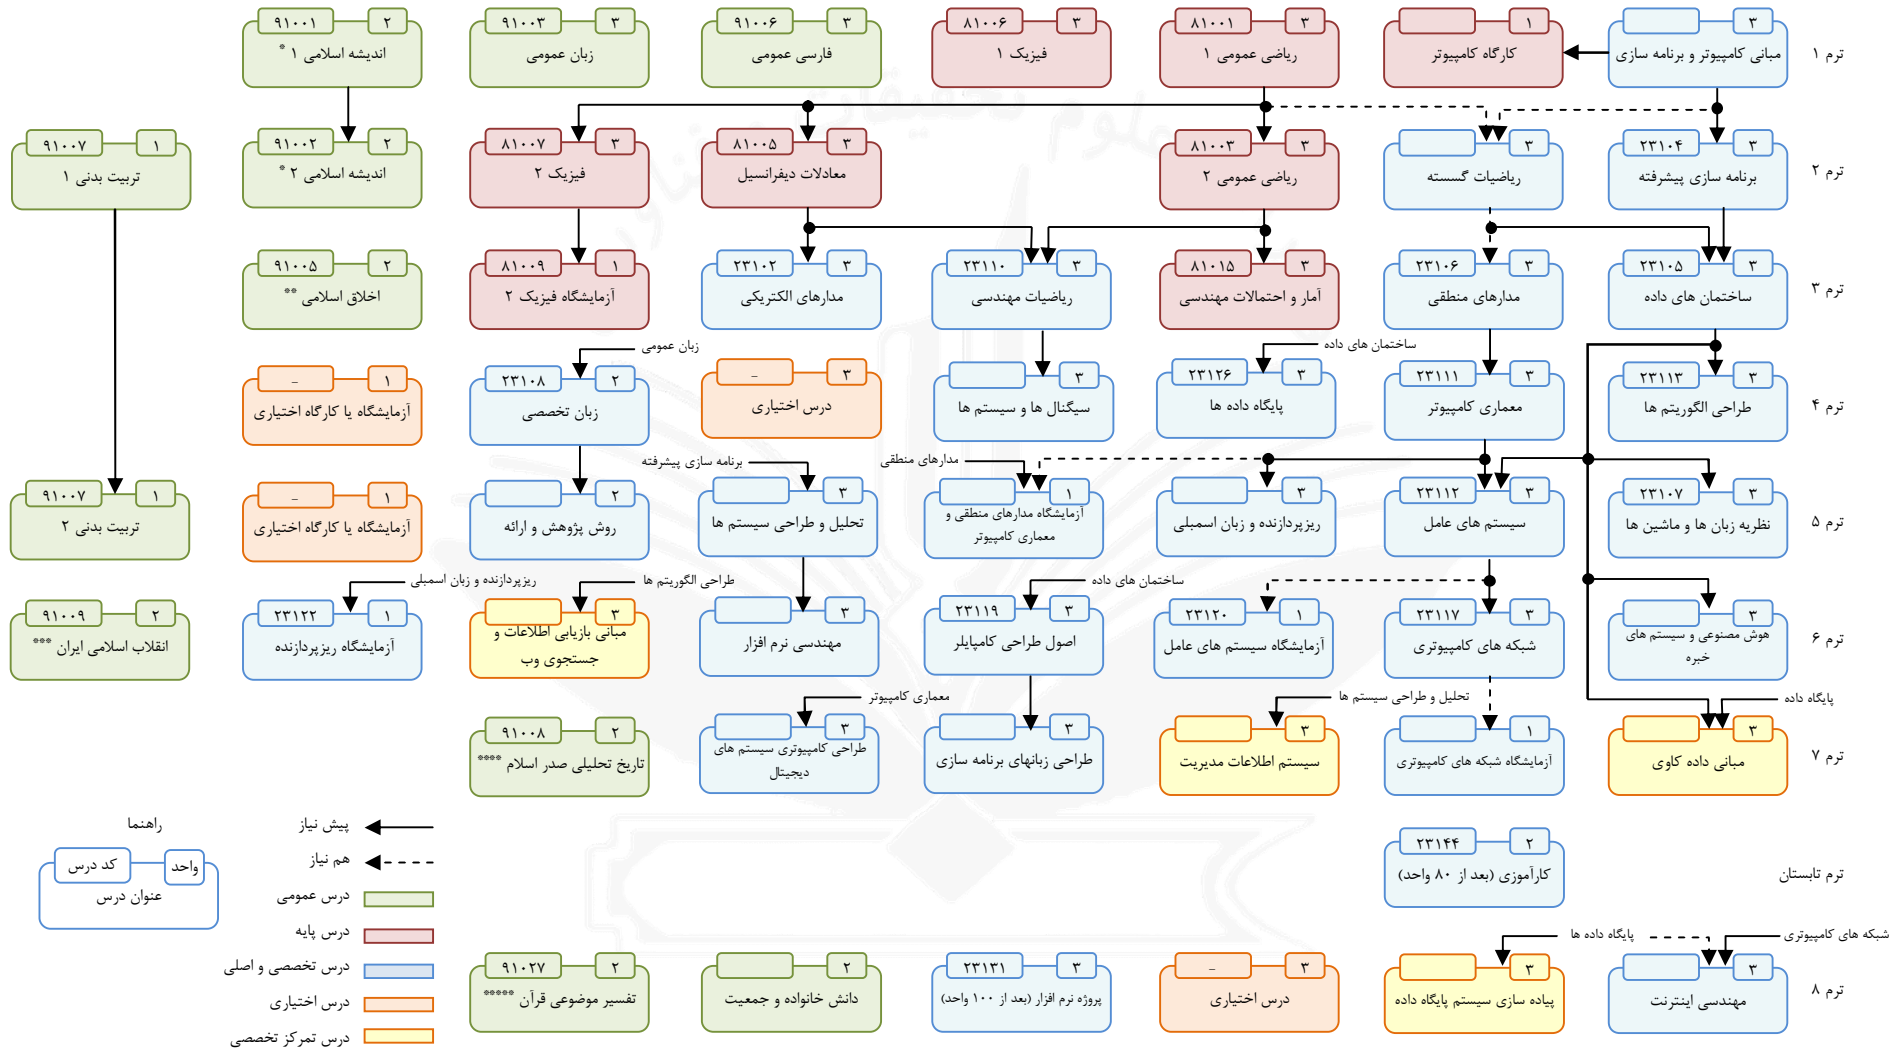 ترم ۱
۳
مبانی کامپیوتر و برنامه سازی
۱
کارگاه کامپیوتر
۳ ۸۱۰۰۱
ریاضی عمومی ۱
۳ ۸۱۰۰۶
فیزیک ۱
۳ ۹۱۰۰۶
فارسی عمومی
۳ ۹۱۰۰۳
زبان عمومی
۲ ۹۱۰۰۱
اندیشه اسلامی ۱ *
ترم ۲
۳ ۲۳۱۰۴
برنامه سازی پیشرفته
۳
ریاضیات گسسته
۳ ۸۱۰۰۳
ریاضی عمومی ۲
۳ ۸۱۰۰۵
معادلات دیفرانسیل
۳ ۸۱۰۰۷
فیزیک ۲
۲ ۹۱۰۰۲
اندیشه اسلامی ۲ *
۱ ۹۱۰۰۷
تربیت بدنی ۱
ترم ۳
۳ ۲۳۱۰۵
ساختمان های داده
۳ ۲۳۱۰۶
مدارهای منطقی
۳ ۸۱۰۱۵
آمار و احتمالات مهندسی
۳ ۲۳۱۱۰
ریاضیات مهندسی
۳ ۲۳۱۰۲
مدارهای الکتریکی
۱ ۸۱۰۰۹
آزمایشگاه فیزیک ۲
۲ ۹۱۰۰۵
اخلاق اسلامی **
ترم ۴
۳ ۲۳۱۱۳
طراحی الگوریتم ها
۳ ۲۳۱۱۱
معماری کامپیوتر
ساختمان های داده
۳ ۲۳۱۲۶
پایگاه داده ها
۳
سیگنال ها و سیستم ها
۳ -
درس اختیاری
زبان عمومی
۲ ۲۳۱۰۸
زبان تخصصی
۱ -
آزمایشگاه یا کارگاه اختیاری
ترم ۵
۳ ۲۳۱۰۷
نظریه زبان ها و ماشین ها
۳ ۲۳۱۱۲
سیستم های عامل
۳
ریزپردازنده و زبان اسمبلی
مدارهای منطقی
۱
آزمایشگاه مدارهای منطقی و
معماری کامپیوتر
برنامه سازی پیشرفته
۳
تحلیل و طراحی سیستم ها
۲
روش پژوهش و ارائه
۱ -
آزمایشگاه یا کارگاه اختیاری
۱ ۹۱۰۰۷
تربیت بدنی ۲
ترم ۶
۳
هوش مصنوعی و سیستم های
خبره
۳ ۲۳۱۱۷
شبکه های کامپیوتری
۱ ۲۳۱۲۰
آزمایشگاه سیستم های عامل
ساختمان های داده
۳ ۲۳۱۱۹
اصول طراحی کامپایلر
۳
مهندسی نرم افزار
طراحی الگوریتم ها
۳
مبانی بازیابی اطلاعات و
جستجوی وب
ریزپردازنده و زبان اسمبلی
۱ ۲۳۱۲۲
آزمایشگاه ریزپردازنده
۲ ۹۱۰۰۹
انقلاب اسلامی ایران ***
ترم ۷
پایگاه داده
۳
مبانی داده کاوی
۱
آزمایشگاه شبکه های کامپیوتری
تحلیل و طراحی سیستم ها
۳
سیستم اطلاعات مدیریت
۳
طراحی زبانهای برنامه سازی
معماری کامپیوتر
۳
طراحی کامپیوتری سیستم های
دیجیتال
۲ ۹۱۰۰۸
تاریخ تحلیلی صدر اسلام ****
ترم تابستان
۲ ۲۳۱۴۴
کارآموزی (بعد از ۸۰ واحد)
ترم ۸
شبکه های کامپیوتری
پایگاه داده ها
۳
مهندسی اینترنت
۳
پیاده سازی سیستم پایگاه داده
۳ -
درس اختیاری
۳ ۲۳۱۳۱
پروژه نرم افزار (بعد از ۱۰۰ واحد)
۲
دانش خانواده و جمعیت
۲ ۹۱۰۲۷
تفسیر موضوعی قرآن *****
راهنما
واحد کد درس
عنوان درس
پیش نیاز
هم نیاز
درس عمومی
درس پایه
درس تخصصی و اصلی
درس اختیاری
درس تمرکز تخصصی